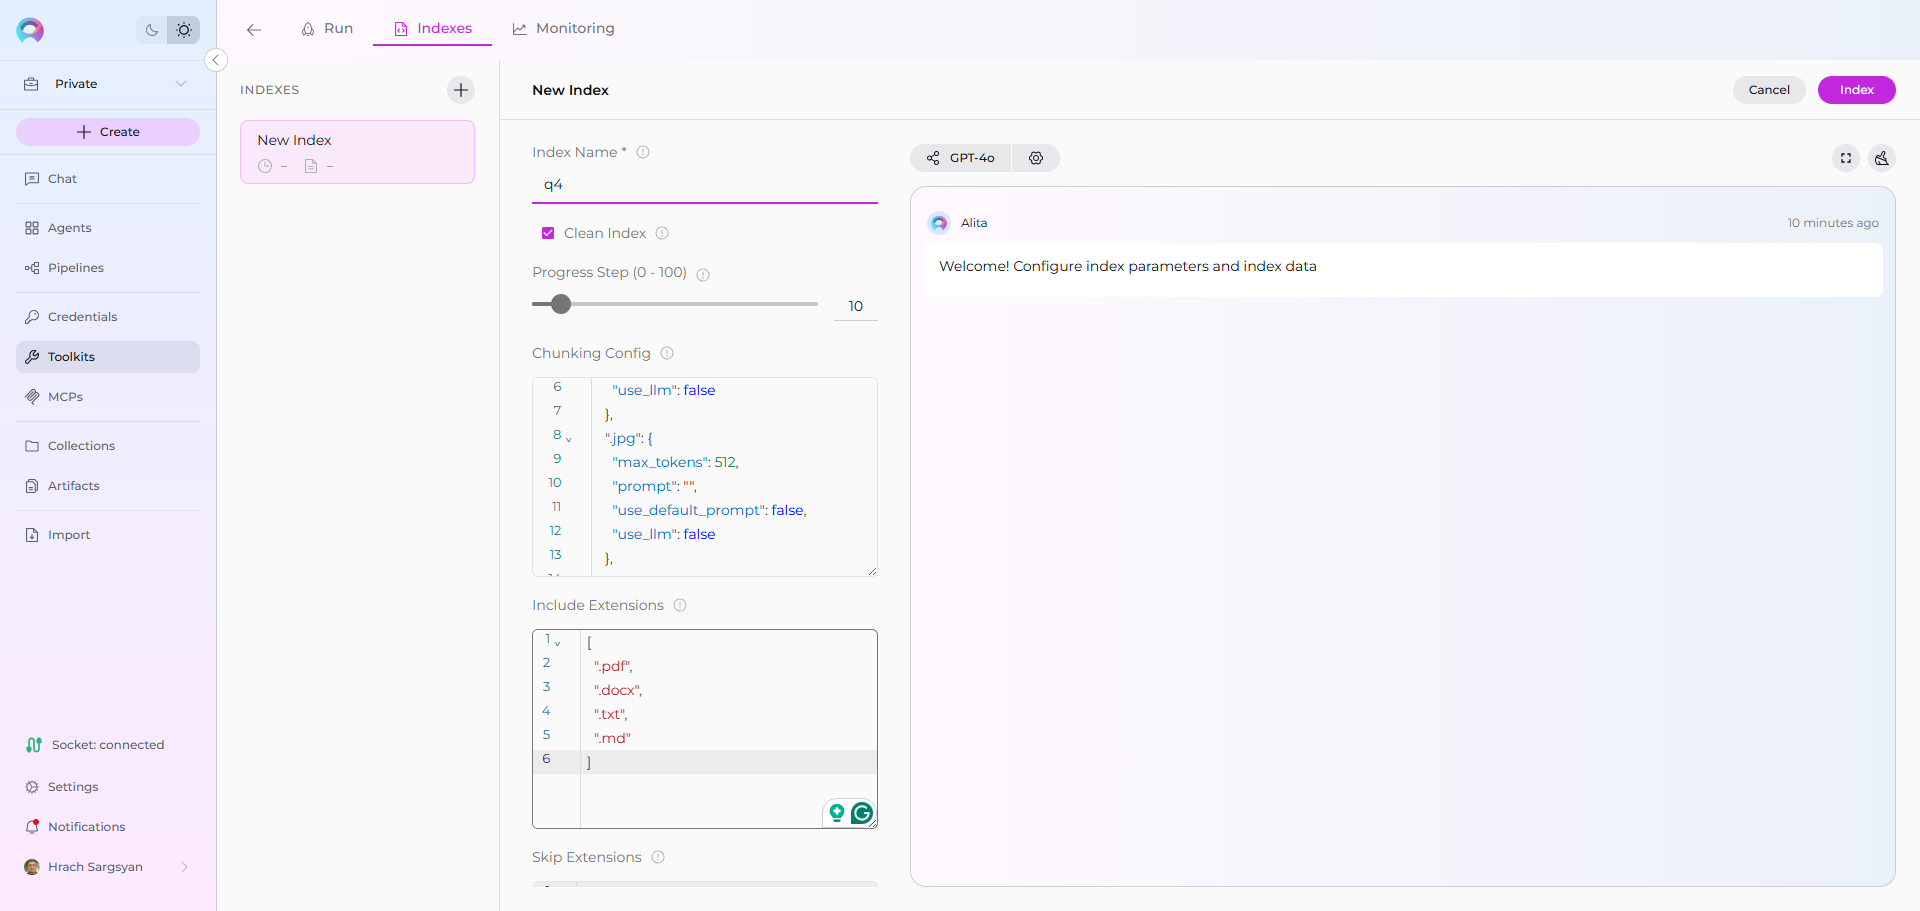 Private
Create
Chat
Agents
Pipelines
Credentials
Toolkits
MCPs
Collections
Artifacts
Import
Socket: connected
Settings
Notifications
Hrach Sargsyan
Run
Indexes
Monitoring
INDEXES
New Index
–
–
New Index
Cancel
Index
Index Name *
q4
Clean Index
Progress Step (0 - 100)
10
Chunking Config
6 "use_llm": false
7 },
8 ".jpg": {
9 "max_tokens": 512,
10 "prompt": "",
11 "use_default_prompt": false,
12 "use_llm": false
13 },
Include Extensions
1 [
2 ".pdf",
3 ".docx",
4 ".txt",
5 ".md"
6 ]
Skip Extensions
GPT-4o
Alita
10 minutes ago
Welcome! Configure index parameters and index data